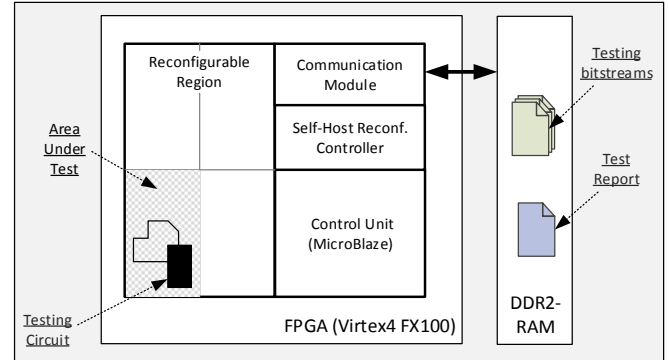 Reconfigurable
Region
Communication
Module
Testing
bitstreams
Self-Host Reconf.
Controller
Area
Under
Test
Test
Report
Control Unit
(MicroBlaze)
Testing
Circuit
FPGA (Virtex4 FX100)
DDR2-
RAM